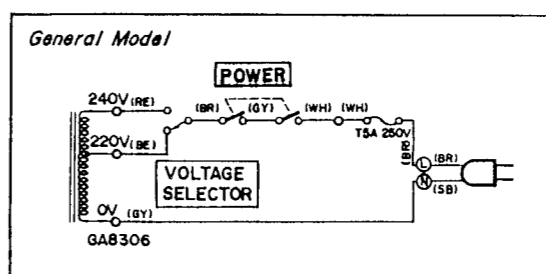 General Model
POWER
240V (RE)
(BR) (GY) (WH) (WH)
220V (BE)
T5A 250V
(BR)
VOLTAGE
SELECTOR
L (BR)
N (SB)
0V (GY)
GA8306